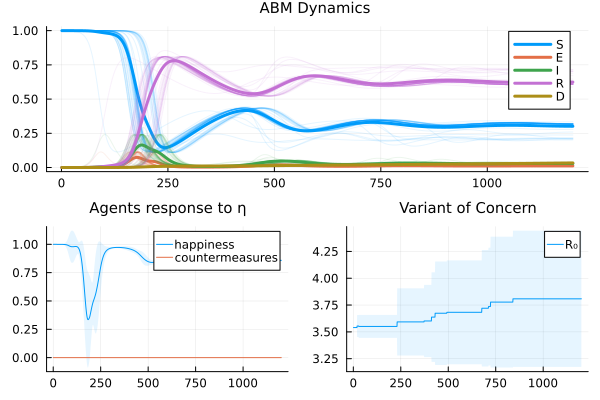 ABM Dynamics
1.00
0.75
0.50
0.25
0.00
S
E
I
R
D
0 250 500 750 1000
Agents response to η
1.00
0.75
0.50
0.25
0.00
happiness
countermeasures
0 250 500 750 1000
Variant of Concern
4.25
4.00
3.75
3.50
3.25
R₀
0 250 500 750 1000